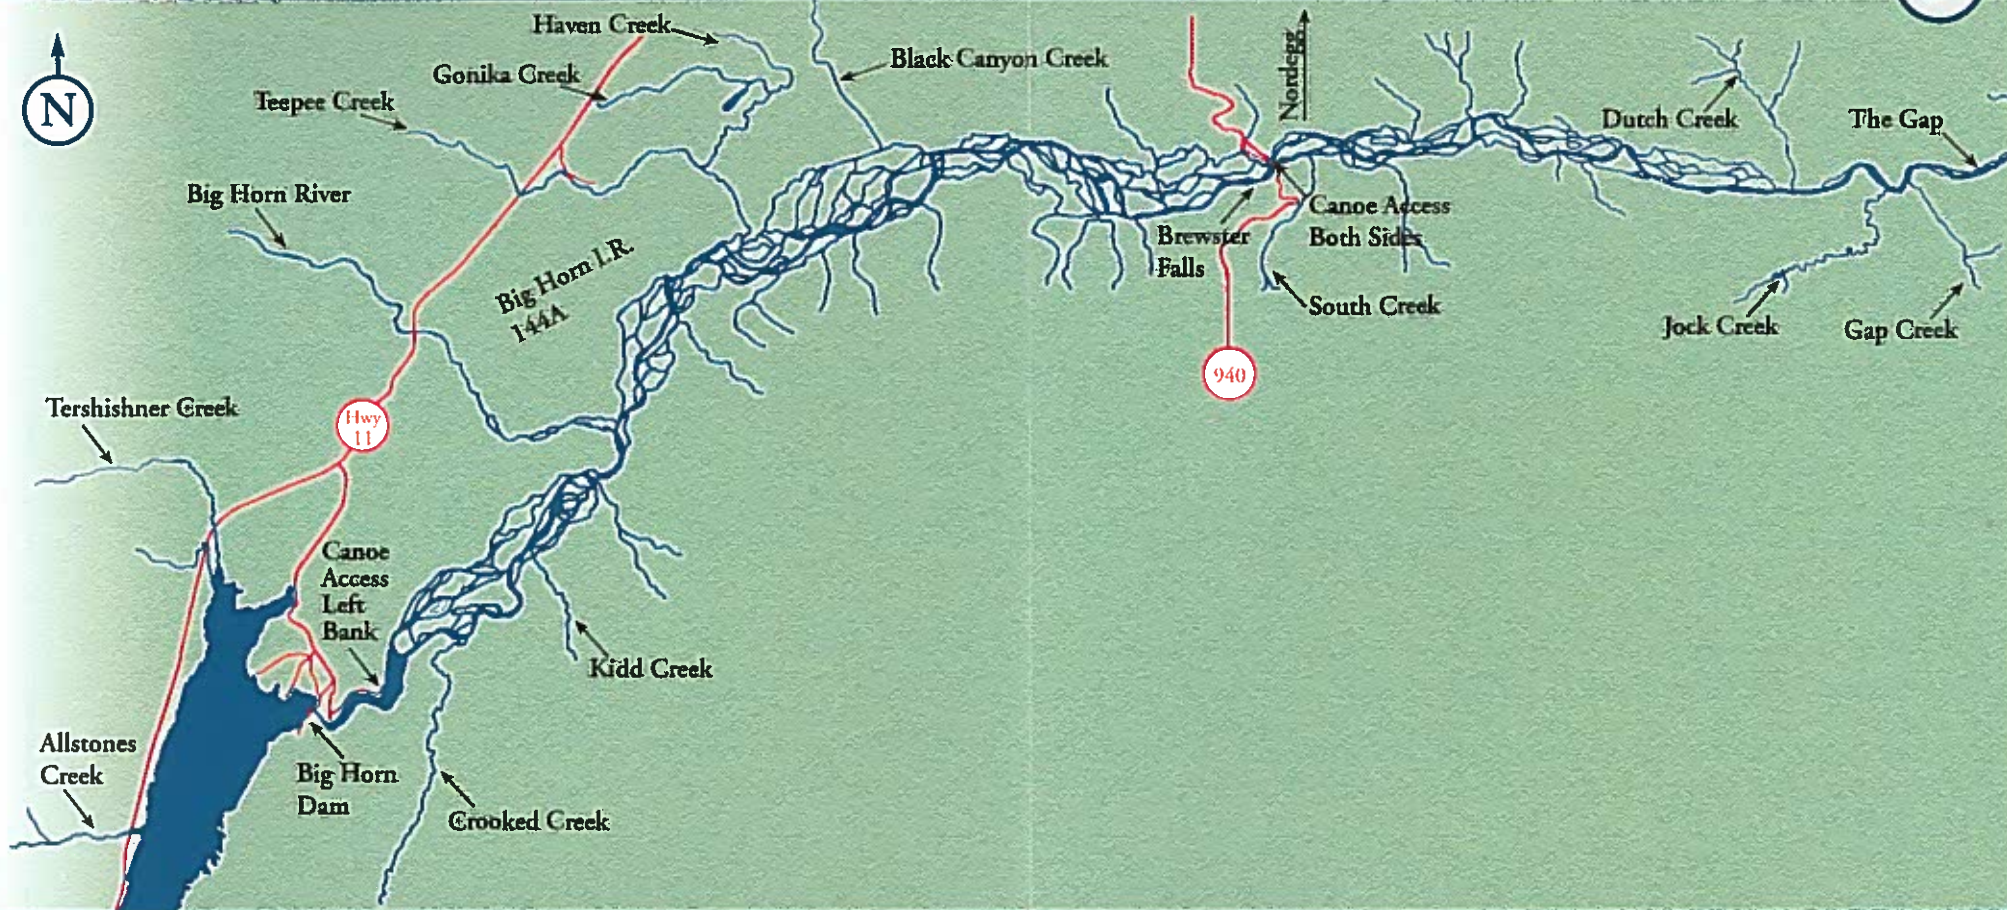 Haven Creek
Gonika Creek
Teepee Creek
Black Canyon Creek
Nordegg
Dutch Creek
The Gap
N
Big Horn River
Big Horn I.R.
144A
Brewster
Falls
Canoe Access
Both Sides
South Creek
Jock Creek
Gap Creek
940
Tershishner Creek
Hwy
11
Canoe
Access
Left
Bank
Kidd Creek
Allstones
Creek
Big Horn
Dam
Crooked Creek